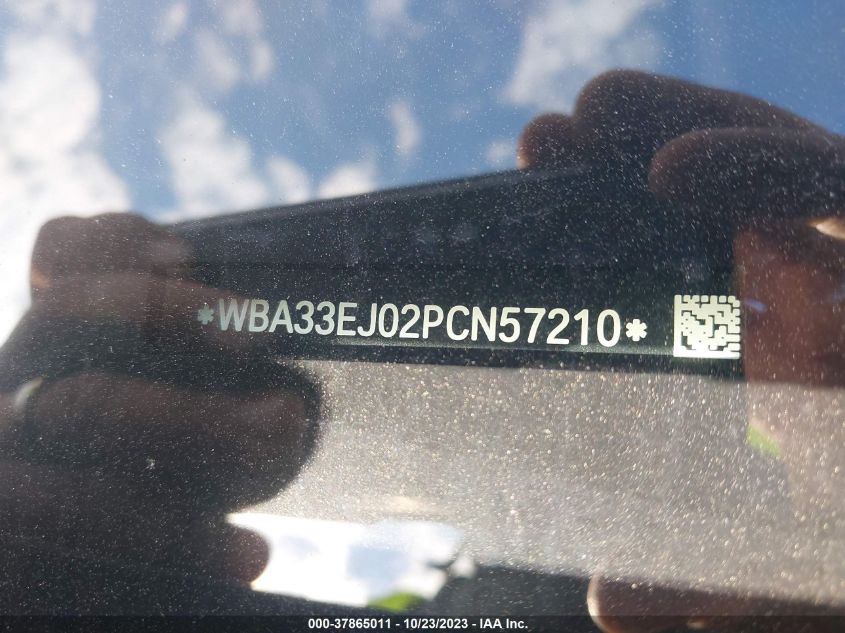 *WBA33EJ02PCN57210*
000-37865011 - 10/23/2023 - IAA Inc.